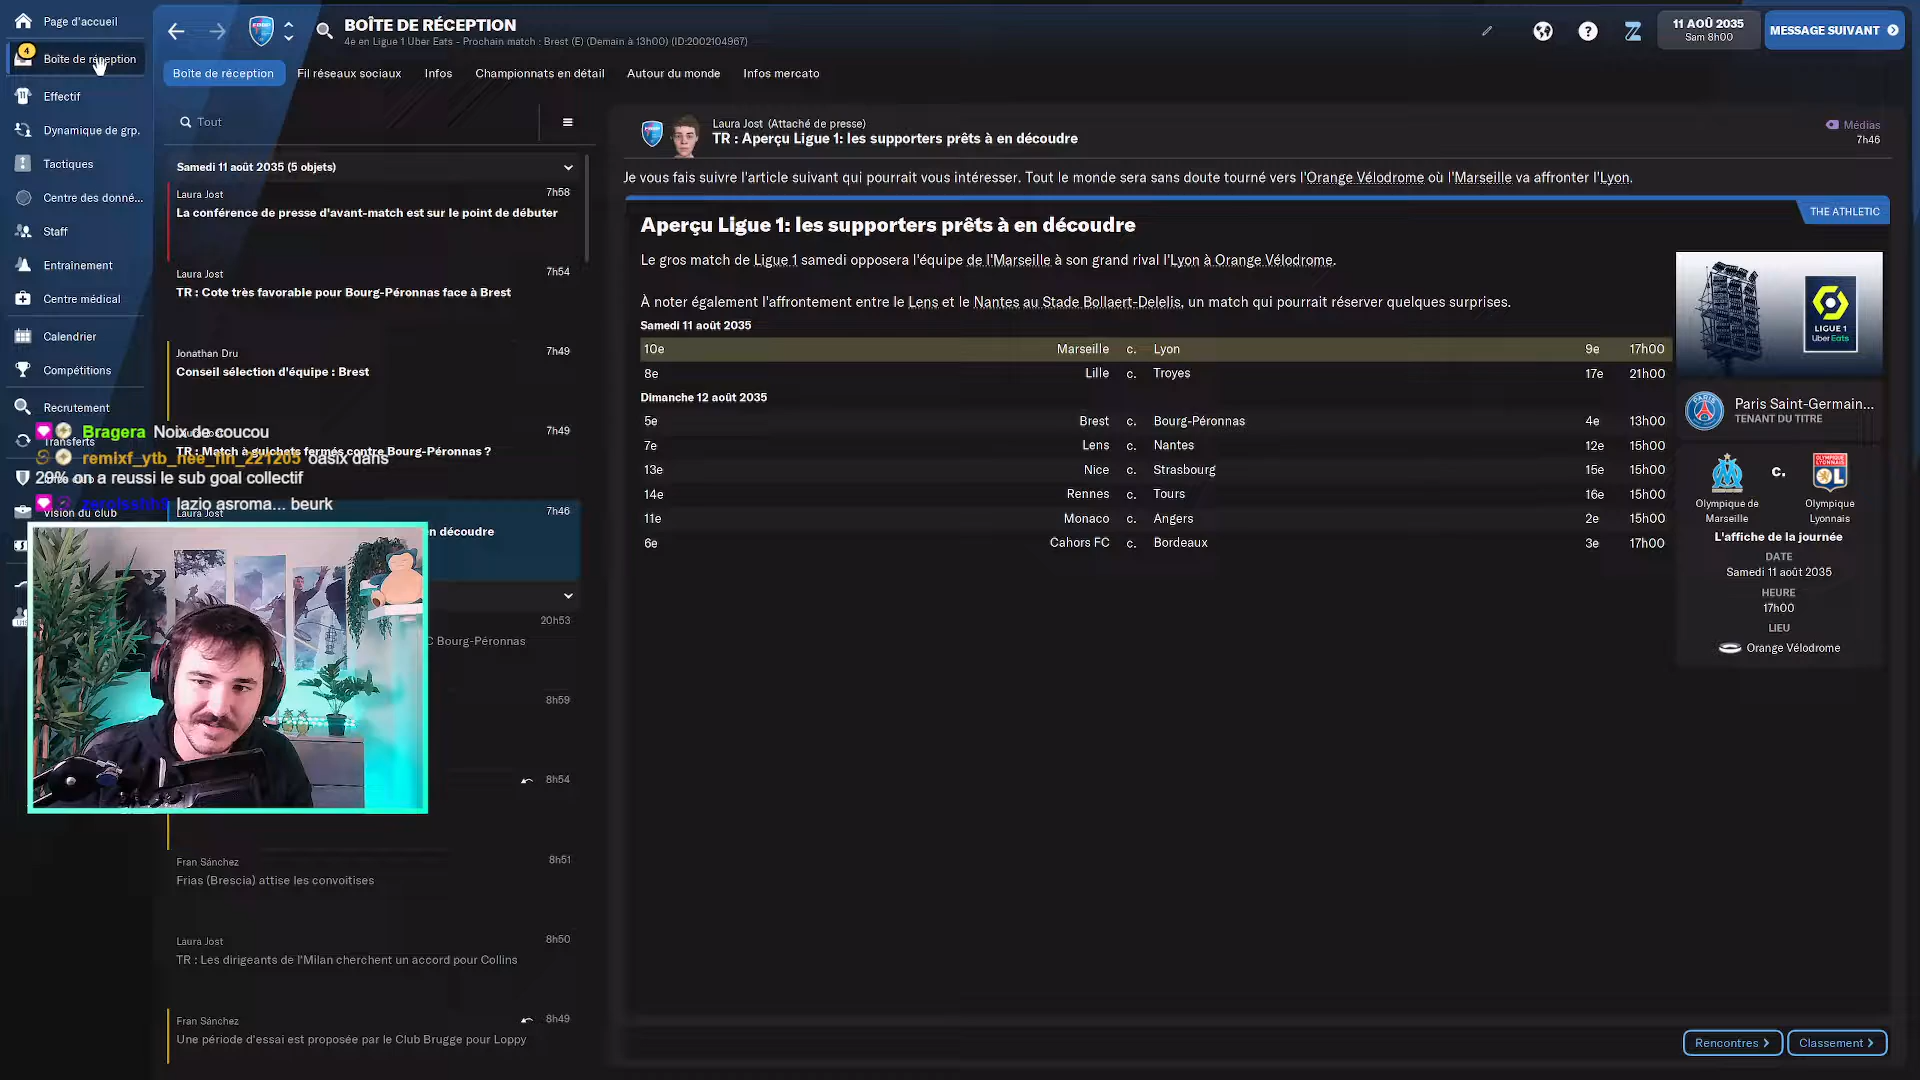 Page d'accueil
4
Boîte de réception
Effectif
Dynamique de grp.
Tactiques
Centre des donné...
Staff
Entraînement
Centre médical
Calendrier
Compétitions
Recrutement
Transferts
Vision du club
BOÎTE DE RÉCEPTION
4e en Ligue 1 Uber Eats - Prochain match : Brest (E) (Demain à 13h00) (ID:2002104967)
11 AOÛ 2035
Sam 8h00
MESSAGE SUIVANT
Boîte de réception
Fil réseaux sociaux
Infos
Championnats en détail
Autour du monde
Infos mercato
Tout
Samedi 11 août 2035 (5 objets)
Laura Jost
7h58
La conférence de presse d'avant-match est sur le point de débuter
Laura Jost
7h54
TR : Cote très favorable pour Bourg-Péronnas face à Brest
Jonathan Dru
7h49
Conseil sélection d'équipe : Brest
7h49
TR : Match à guichets fermés contre Bourg-Péronnas ?
Laura Jost
7h46
n découdre
20h53
C Bourg-Péronnas
8h59
8h54
Fran Sánchez
8h51
Frias (Brescia) attise les convoitises
Laura Jost
8h50
TR : Les dirigeants de l'Milan cherchent un accord pour Collins
Fran Sánchez
8h49
Une période d'essai est proposée par le Club Brugge pour Loppy
Bragera Noix de coucou
remixf_ytb_nee_fin_221205 oasix dans
29% on a reussi le sub goal collectif
zeroisshh0 lazio asroma... beurk
Laura Jost (Attaché de presse)
TR : Aperçu Ligue 1: les supporters prêts à en découdre
Médias
7h46
Je vous fais suivre l'article suivant qui pourrait vous intéresser. Tout le monde sera sans doute tourné vers l'Orange Vélodrome où l'Marseille va affronter l'Lyon.
THE ATHLETIC
Aperçu Ligue 1: les supporters prêts à en découdre
Le gros match de Ligue 1 samedi opposera l'équipe de l'Marseille à son grand rival l'Lyon à Orange Vélodrome.
À noter également l'affrontement entre le Lens et le Nantes au Stade Bollaert-Delelis, un match qui pourrait réserver quelques surprises.
Samedi 11 août 2035
10e Marseille c. Lyon 9e 17h00
8e Lille c. Troyes 17e 21h00
Dimanche 12 août 2035
5e Brest c. Bourg-Péronnas 4e 13h00
7e Lens c. Nantes 12e 15h00
13e Nice c. Strasbourg 15e 15h00
14e Rennes c. Tours 16e 15h00
11e Monaco c. Angers 2e 15h00
6e Cahors FC c. Bordeaux 3e 17h00
LIGUE 1
Uber Eats
PARIS
Paris Saint-Germain...
TENANT DU TITRE
c.
Olympique de
Marseille
Olympique
Lyonnais
L'affiche de la journée
DATE
Samedi 11 août 2035
HEURE
17h00
LIEU
Orange Vélodrome
Rencontres
Classement